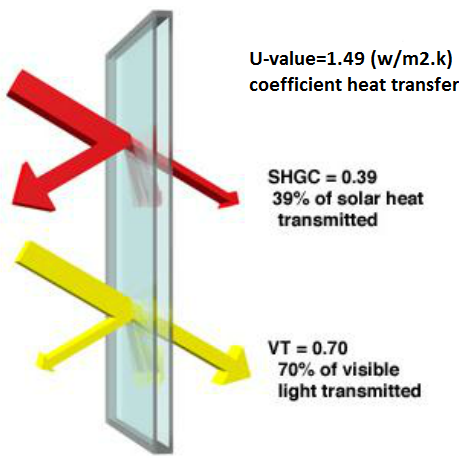 U-value=1.49 (w/m2.k)
coefficient heat transfer
SHGC = 0.39
39% of solar heat
transmitted
VT = 0.70
70% of visible
light transmitted